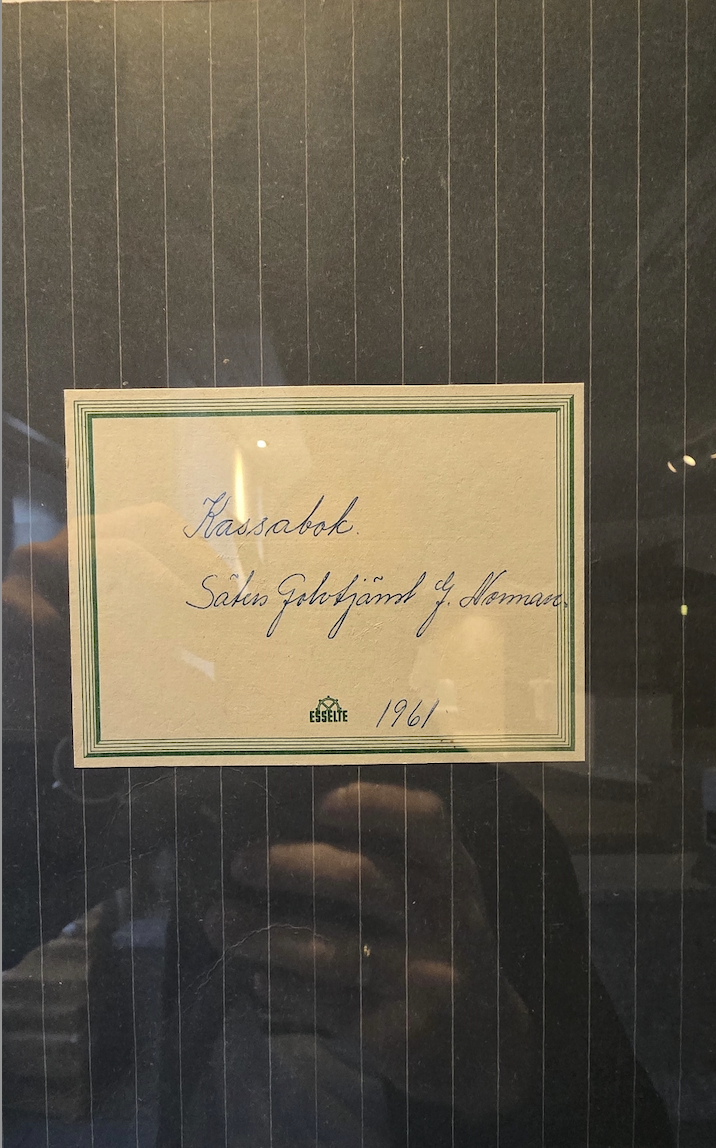 Kassabok.
Säters Golvtjänst G. Norman.
ESSELTE 1961